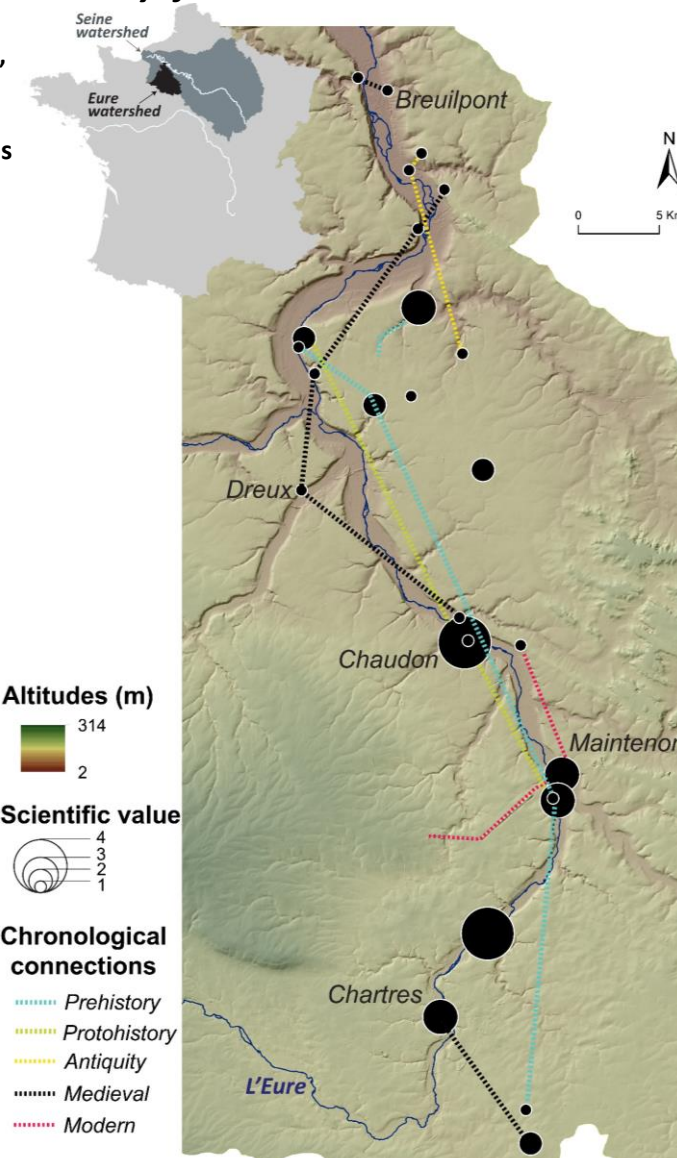 Seine
watershed
,
s
Eure
watershed
Breuilpont
N
0 5 K
Dreux
Chaudon
Maintenon
Chartres
L'Eure
Altitudes (m)
314
2
Scientific value
4
3
2
1
Chronological
connections
Prehistory
Protohistory
Antiquity
Medieval
Modern